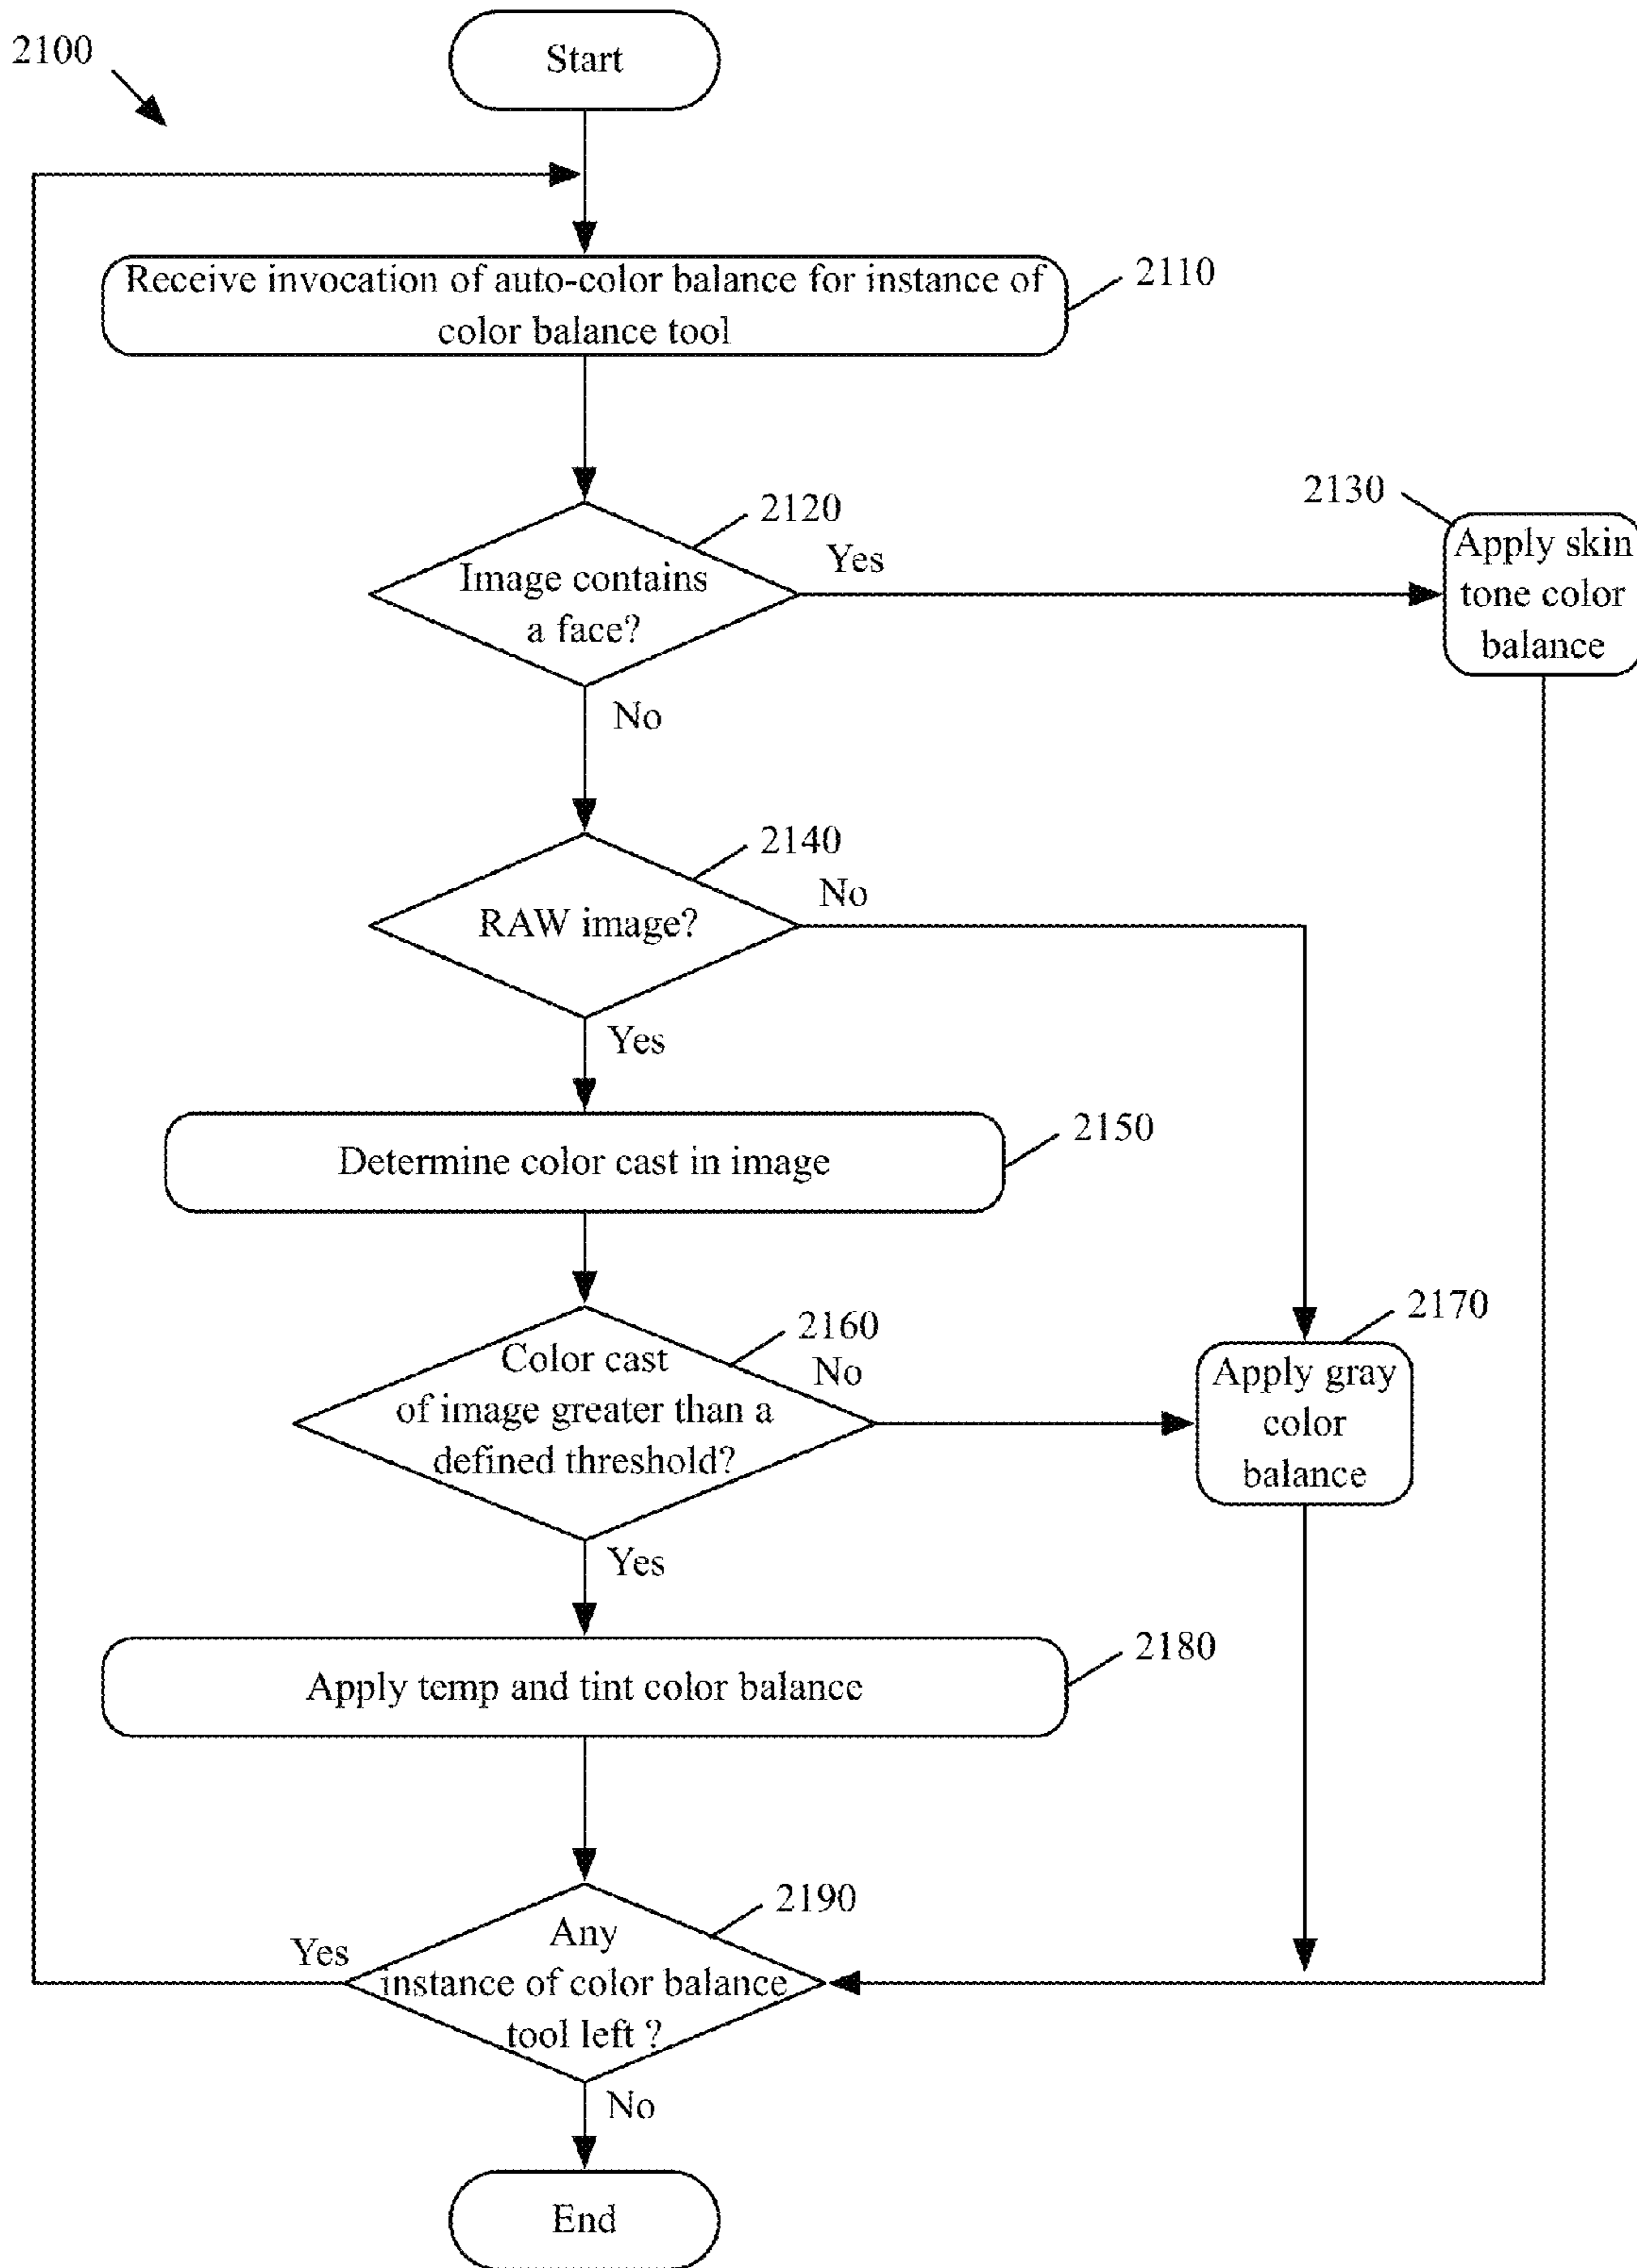 2100
Start
Receive invocation of auto-color balance for instance of
color balance tool
2110
2120
Image contains
a face?
Yes
No
2130
Apply skin
tone color
balance
2140
RAW image?
No
Yes
Determine color cast in image
2150
2160
Color cast
of image greater than a
defined threshold?
No
Yes
2170
Apply gray
color
balance
Apply temp and tint color balance
2180
2190
Any
instance of color balance
tool left ?
Yes
No
End